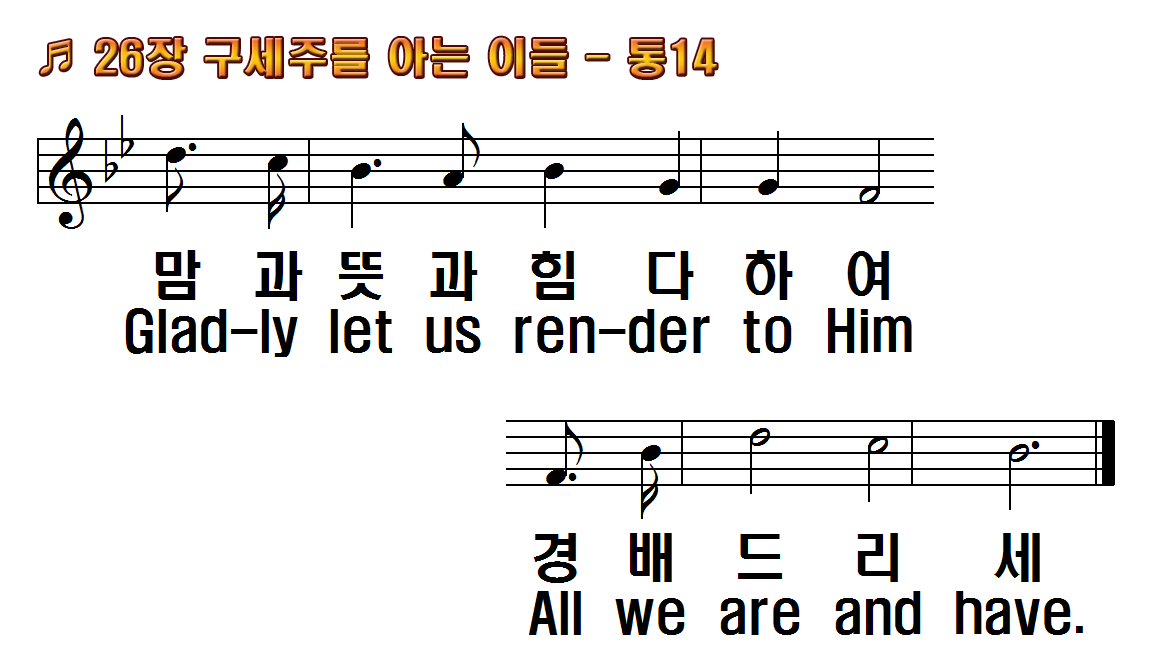 ♬ 26장 구세주를 아는 이들 - 통14
맘 과 뜻 과 힘 다 하 여
Glad-ly let us ren-der to Him
경 배 드 리 세
All we are and have.